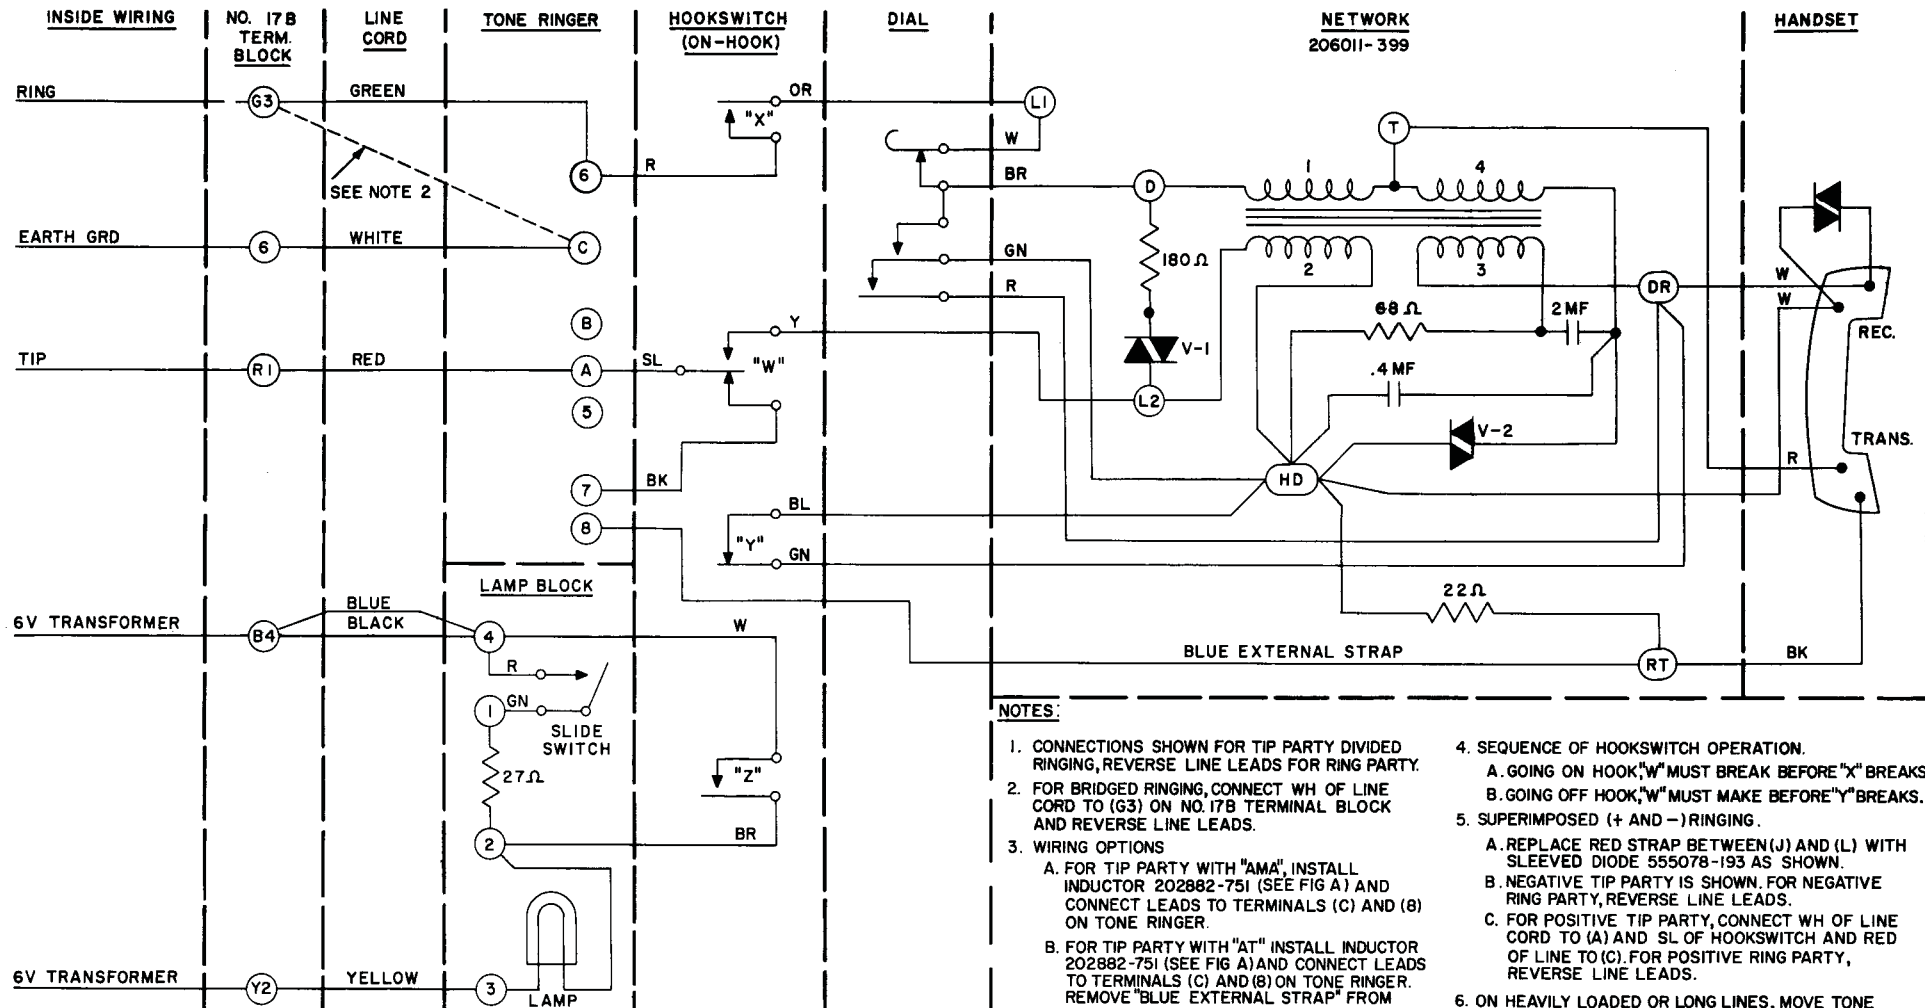 INSIDE WIRING
NO. 17B
TERM.
BLOCK
LINE
CORD
TONE RINGER
HOOKSWITCH
(ON-HOOK)
DIAL
NETWORK
206011-399
HANDSET
RING
G3
GREEN
OR
L1
"X"
W
T
SEE NOTE 2
6
R
BR
D
1
4
EARTH GRD
6
WHITE
C
GN
180Ω
2
3
R
DR
W
W
B
Y
68Ω
2MF
REC.
TIP
R1
RED
A
SL
"W"
V-1
.4MF
5
L2
V-2
TRANS.
R
7
BK
HD
8
BL
"Y"
GN
LAMP BLOCK
22Ω
6V TRANSFORMER
B4
BLUE
BLACK
4
W
BLUE EXTERNAL STRAP
RT
BK
R
1
GN
SLIDE
SWITCH
27Ω
"Z"
2
BR
6V TRANSFORMER
Y2
YELLOW
3
LAMP
NOTES:
1. CONNECTIONS SHOWN FOR TIP PARTY DIVIDED
RINGING, REVERSE LINE LEADS FOR RING PARTY.
2. FOR BRIDGED RINGING, CONNECT WH OF LINE
CORD TO (G3) ON NO. 17B TERMINAL BLOCK
AND REVERSE LINE LEADS.
3. WIRING OPTIONS
A. FOR TIP PARTY WITH "AMA", INSTALL
INDUCTOR 202882-751 (SEE FIG A) AND
CONNECT LEADS TO TERMINALS (C) AND (8)
ON TONE RINGER.
B. FOR TIP PARTY WITH "AT" INSTALL INDUCTOR
202882-751 (SEE FIG A) AND CONNECT LEADS
TO TERMINALS (C) AND (8) ON TONE RINGER.
REMOVE "BLUE EXTERNAL STRAP" FROM
4. SEQUENCE OF HOOKSWITCH OPERATION.
A. GOING ON HOOK, "W" MUST BREAK BEFORE "X" BREAKS
B. GOING OFF HOOK, "W" MUST MAKE BEFORE "Y" BREAKS.
5. SUPERIMPOSED (+ AND -) RINGING.
A. REPLACE RED STRAP BETWEEN (J) AND (L) WITH
SLEEVED DIODE 555078-193 AS SHOWN.
B. NEGATIVE TIP PARTY IS SHOWN. FOR NEGATIVE
RING PARTY, REVERSE LINE LEADS.
C. FOR POSITIVE TIP PARTY, CONNECT WH OF LINE
CORD TO (A) AND SL OF HOOKSWITCH AND RED
OF LINE TO (C). FOR POSITIVE RING PARTY,
REVERSE LINE LEADS.
6. ON HEAVILY LOADED OR LONG LINES, MOVE TONE